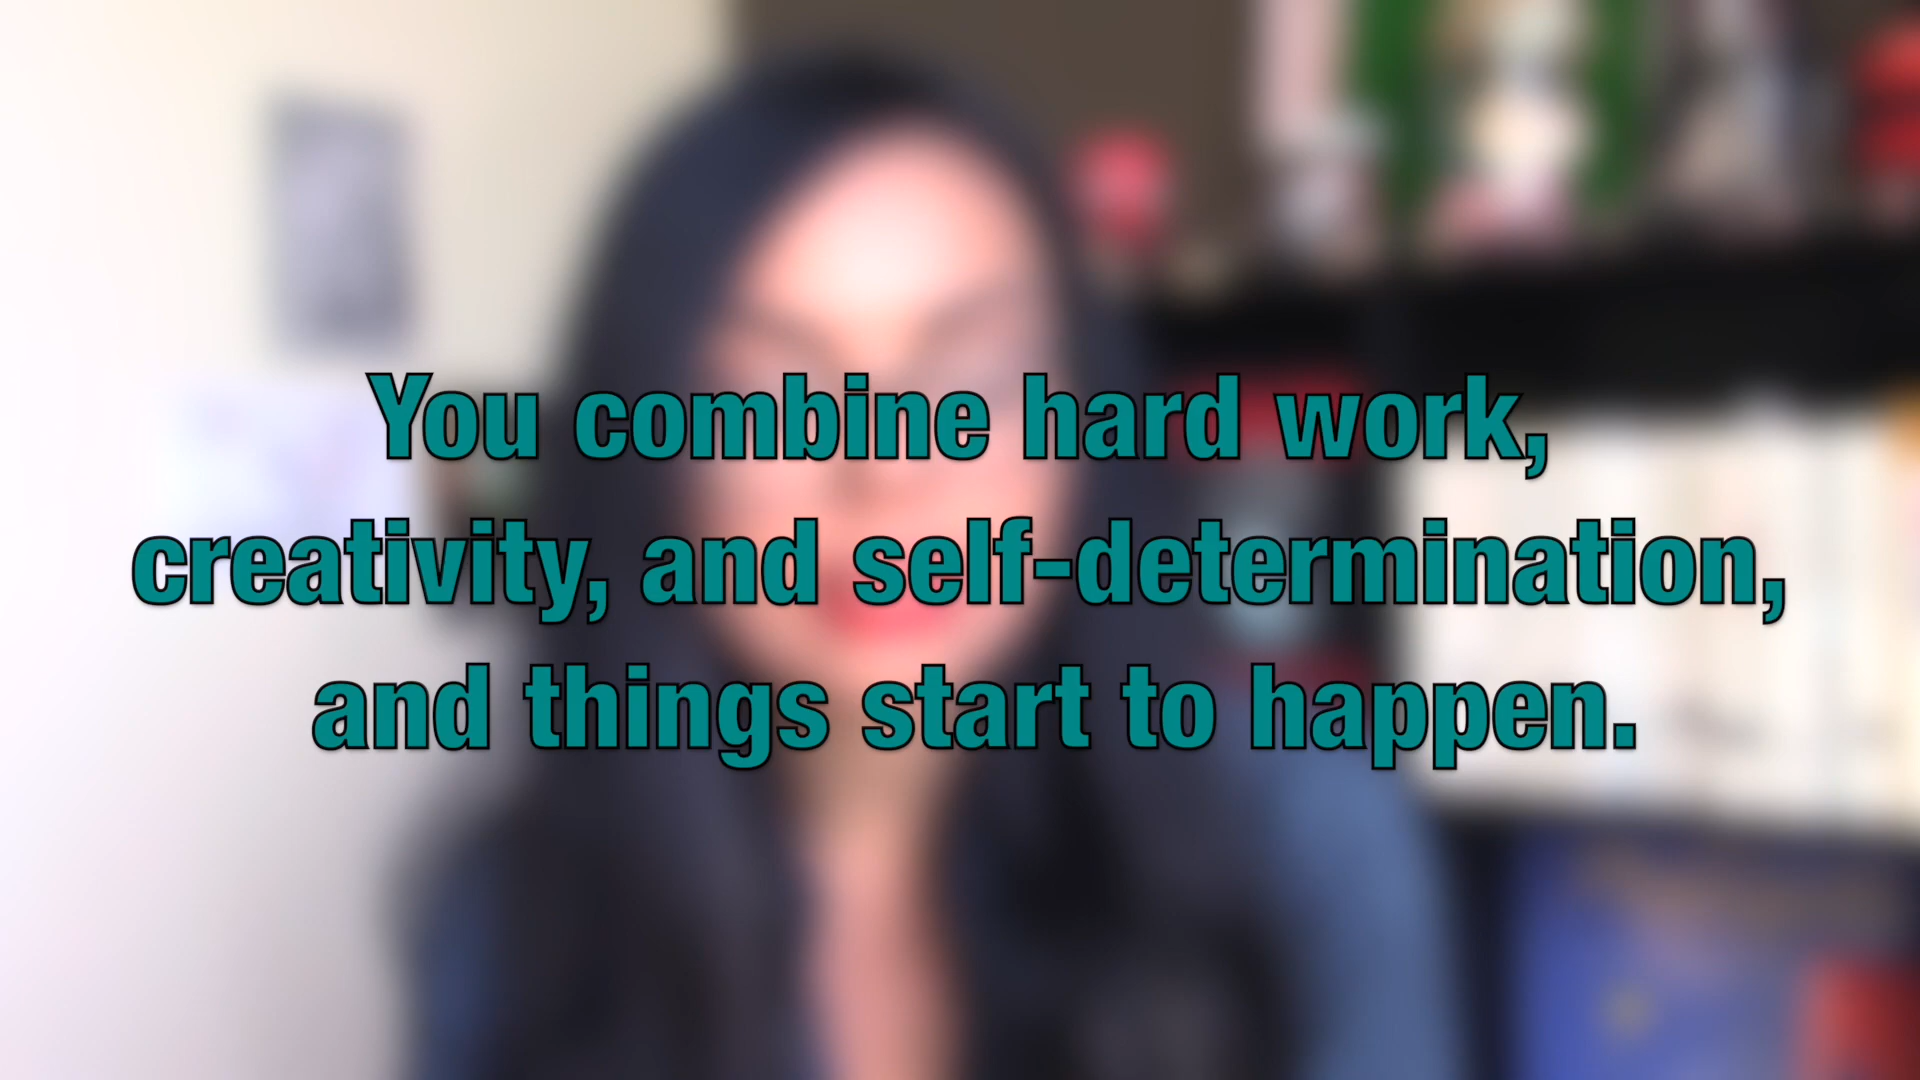 You combine hard work,
creativity, and self-determination,
and things start to happen.